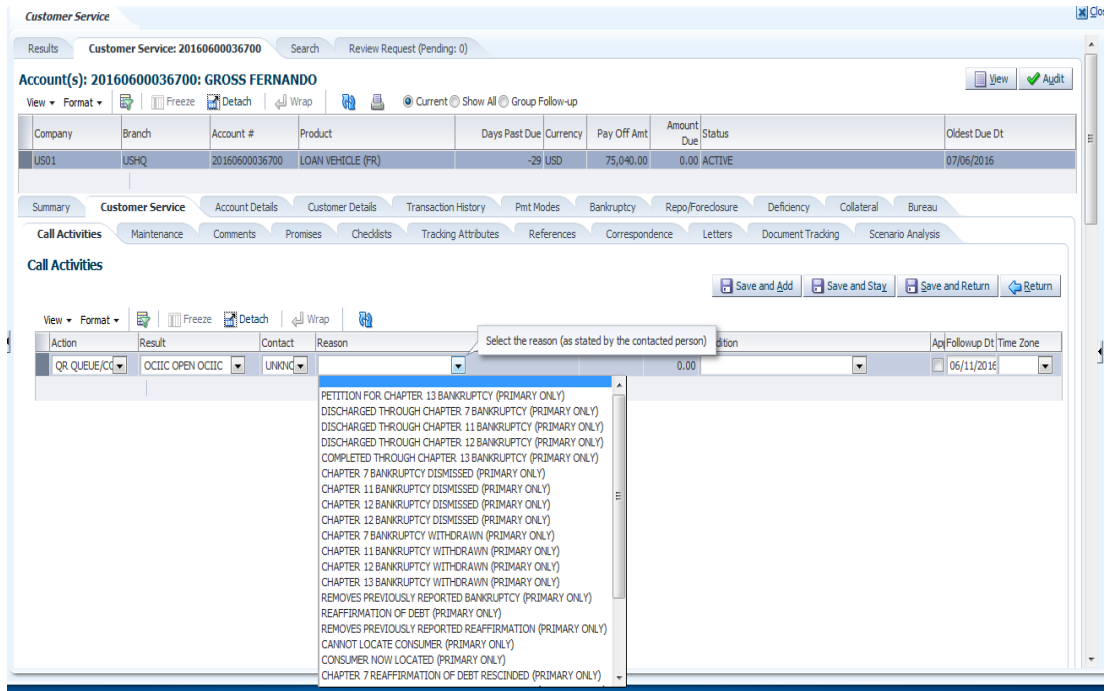 Customer Service
Clos
Results Customer Service: 20160600036700 Search Review Request (Pending: 0)
Account(s): 20160600036700: GROSS FERNANDO
View Audit
View Format Freeze Detach Wrap Current Show All Group Follow-up
Company Branch Account # Product Days Past Due Currency Pay Off Amt Amount Due Status Oldest Due Dt
US01 USHQ 20160600036700 LOAN VEHICLE (FR) -29 USD 75,040.00 0.00 ACTIVE 07/06/2016
Summary Customer Service Account Details Customer Details Transaction History Pmt Modes Bankruptcy Repo/Foreclosure Deficiency Collateral Bureau
Call Activities Maintenance Comments Promises Checklists Tracking Attributes References Correspondence Letters Document Tracking Scenario Analysis
Call Activities
Save and Add Save and Stay Save and Return Return
View Format Freeze Detach Wrap
Select the reason (as stated by the contacted person)
Action Result Contact Reason dition Ap Followup Dt Time Zone
QR QUEUE/CO OCIIC OPEN OCIIC UNKNO 0.00 06/11/2016
PETITION FOR CHAPTER 13 BANKRUPTCY (PRIMARY ONLY)
DISCHARGED THROUGH CHAPTER 7 BANKRUPTCY (PRIMARY ONLY)
DISCHARGED THROUGH CHAPTER 11 BANKRUPTCY (PRIMARY ONLY)
DISCHARGED THROUGH CHAPTER 12 BANKRUPTCY (PRIMARY ONLY)
COMPLETED THROUGH CHAPTER 13 BANKRUPTCY (PRIMARY ONLY)
CHAPTER 7 BANKRUPTCY DISMISSED (PRIMARY ONLY)
CHAPTER 11 BANKRUPTCY DISMISSED (PRIMARY ONLY)
CHAPTER 12 BANKRUPTCY DISMISSED (PRIMARY ONLY)
CHAPTER 12 BANKRUPTCY DISMISSED (PRIMARY ONLY)
CHAPTER 7 BANKRUPTCY WITHDRAWN (PRIMARY ONLY)
CHAPTER 11 BANKRUPTCY WITHDRAWN (PRIMARY ONLY)
CHAPTER 12 BANKRUPTCY WITHDRAWN (PRIMARY ONLY)
CHAPTER 13 BANKRUPTCY WITHDRAWN (PRIMARY ONLY)
REMOVES PREVIOUSLY REPORTED BANKRUPTCY (PRIMARY ONLY)
REAFFIRMATION OF DEBT (PRIMARY ONLY)
REMOVES PREVIOUSLY REPORTED REAFFIRMATION (PRIMARY ONLY)
CANNOT LOCATE CONSUMER (PRIMARY ONLY)
CONSUMER NOW LOCATED (PRIMARY ONLY)
CHAPTER 7 REAFFIRMATION OF DEBT RESCINDED (PRIMARY ONLY)